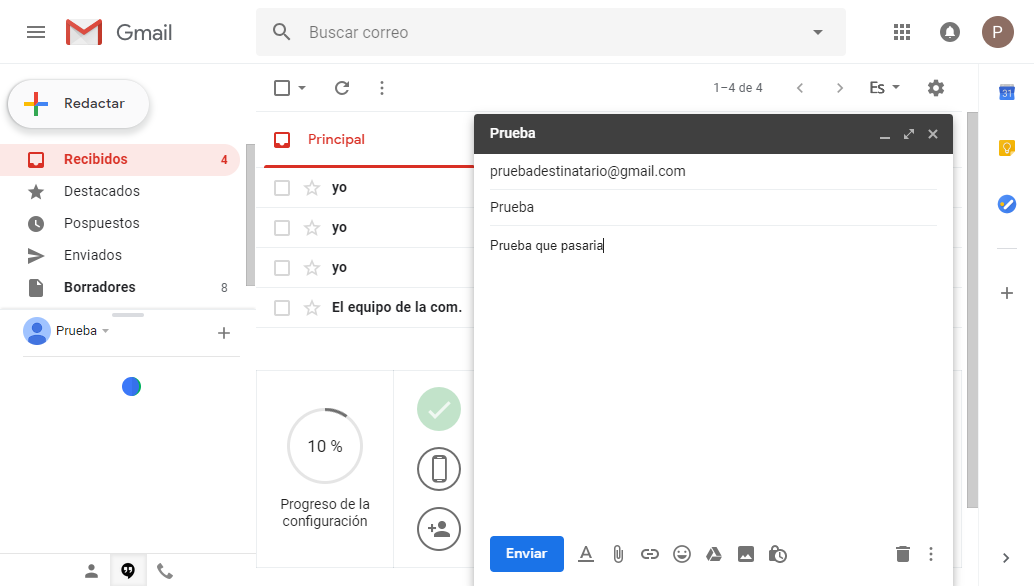 Gmail
Buscar correo
P
Redactar
1–4 de 4
Es
31
Recibidos 4
Destacados
Pospuestos
Enviados
Borradores 8
Prueba
Principal
yo
yo
yo
El equipo de la com.
10 %
Progreso de la
configuración
Prueba
pruebadestinatario@gmail.com
Prueba
Prueba que pasaria
Enviar